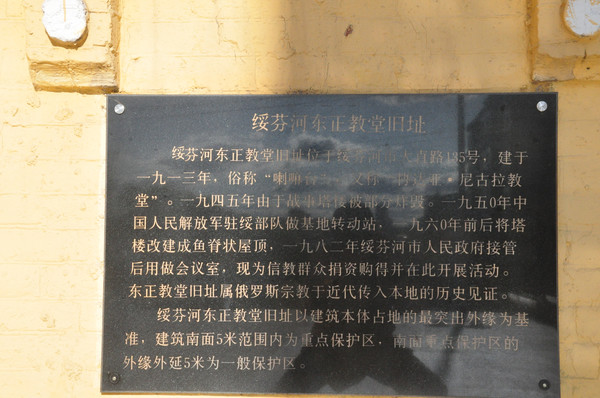 绥芬河东正教堂旧址
绥芬河东正教堂旧址位于绥芬河市大直路185号，建于
一九一三年，俗称“喇嘛台”，又称“ ·尼古拉教
堂”。一九四五年由于战事塔楼被部分炸毁。一九五0年中
国人民解放军驻绥部队做基地转动站，一九六0年前后将塔
楼改建成鱼脊状屋顶，一九八二年绥芬河市人民政府接管
后用做会议室，现为信教群众捐资购得并在此开展活动。
东正教堂旧址属俄罗斯宗教于近代传入本地的历史见证。
绥芬河东正教堂旧址以建筑本体占地的最突出外缘为基
准，建筑南面5米范围内为重点保护区，南面重点保护区的
外缘外延5米为一般保护区。